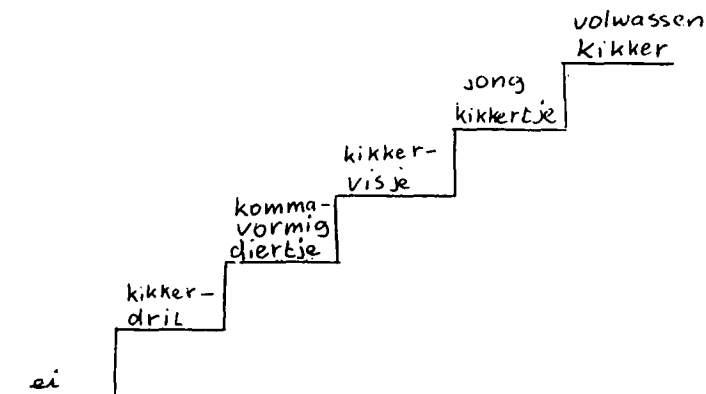 volwassen
kikker
jong
kikkertje
kikker-
visje
komma-
vormig
diertje
kikker-
dril
ei